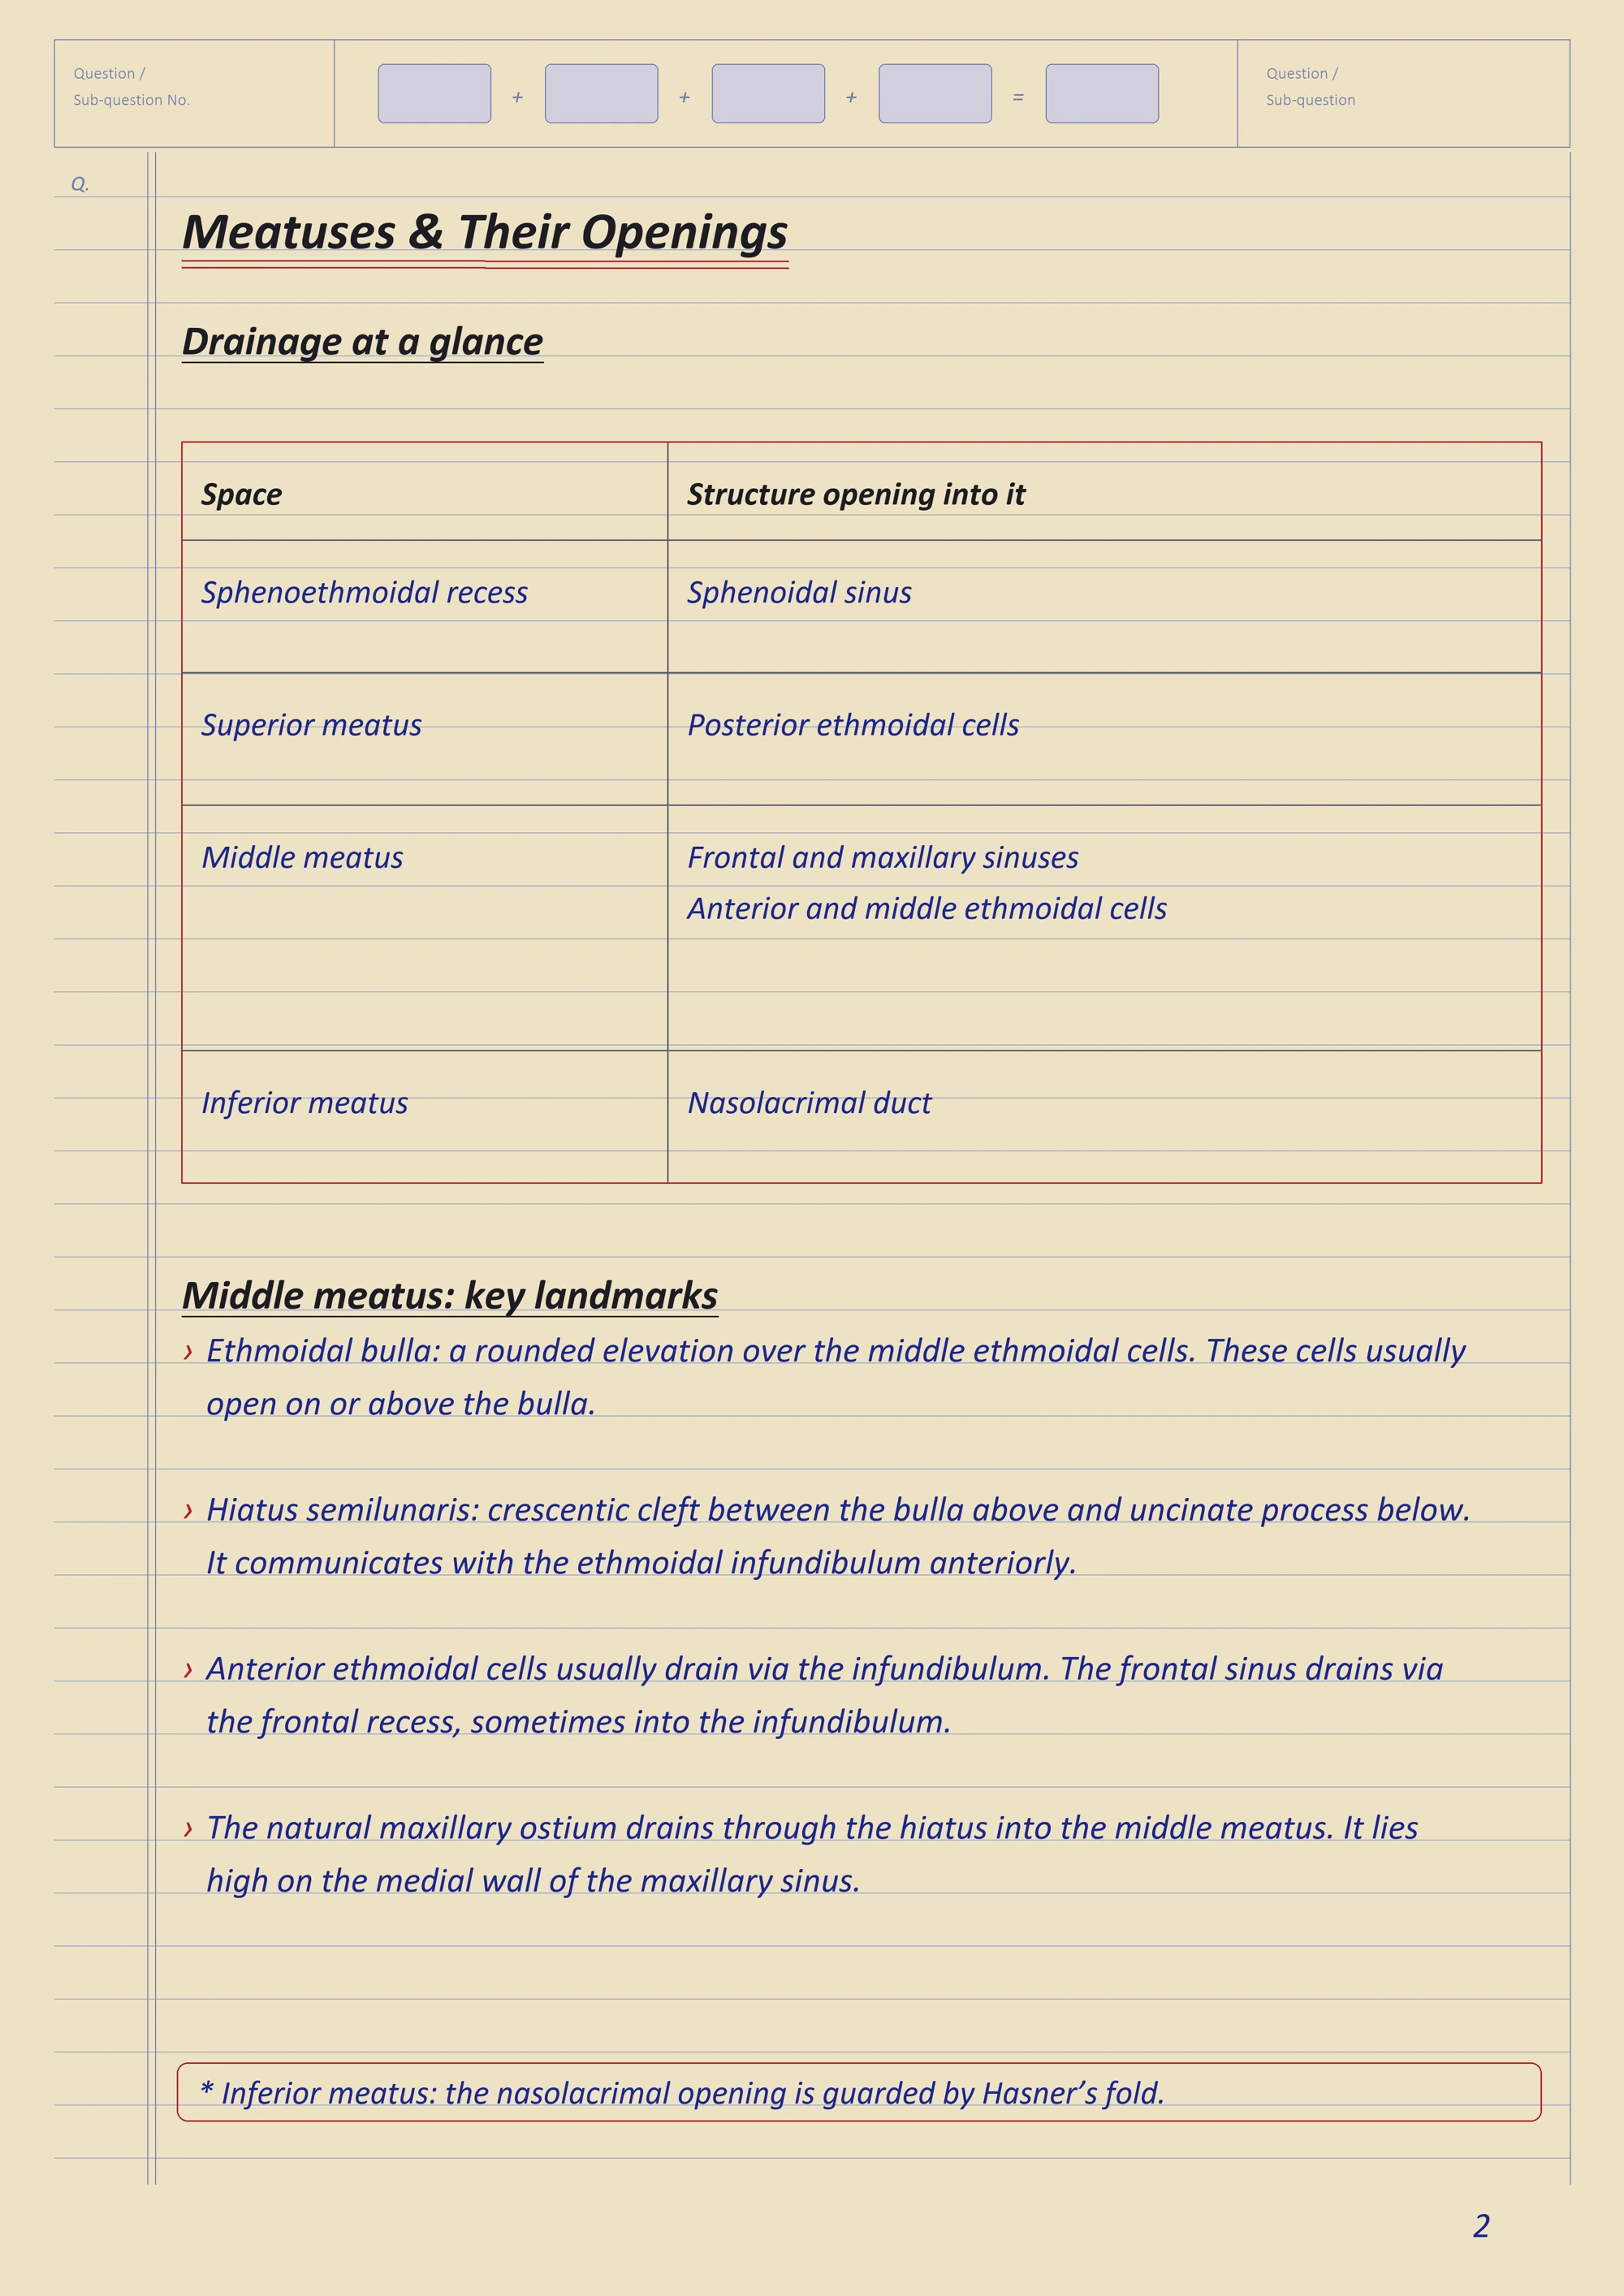 Question /
Sub-question No.
+ + + + =
Question /
Sub-question
Q.
Meatuses & Their Openings
Drainage at a glance
Space Structure opening into it
Sphenoethmoidal recess Sphenoidal sinus
Superior meatus Posterior ethmoidal cells
Middle meatus Frontal and maxillary sinuses
Anterior and middle ethmoidal cells
Inferior meatus Nasolacrimal duct
Middle meatus: key landmarks
› Ethmoidal bulla: a rounded elevation over the middle ethmoidal cells. These cells usually
open on or above the bulla.
› Hiatus semilunaris: crescentic cleft between the bulla above and uncinate process below.
It communicates with the ethmoidal infundibulum anteriorly.
› Anterior ethmoidal cells usually drain via the infundibulum. The frontal sinus drains via
the frontal recess, sometimes into the infundibulum.
› The natural maxillary ostium drains through the hiatus into the middle meatus. It lies
high on the medial wall of the maxillary sinus.
* Inferior meatus: the nasolacrimal opening is guarded by Hasner’s fold.
2